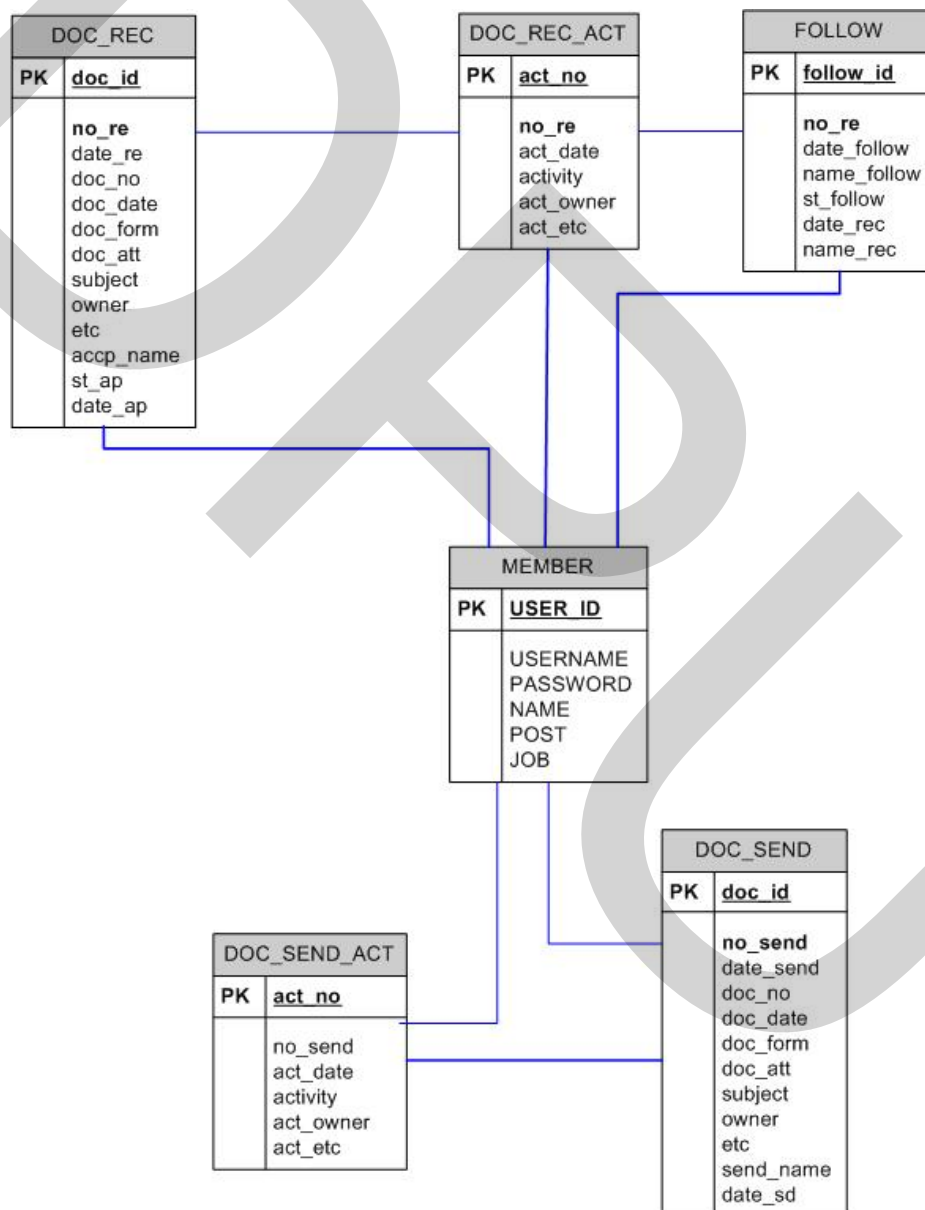 DOC_REC
PK doc_id
no_re
date_re
doc_no
doc_date
doc_form
doc_att
subject
owner
etc
accp_name
st_ap
date_ap
DOC_REC_ACT
PK act_no
no_re
act_date
activity
act_owner
act_etc
FOLLOW
PK follow_id
no_re
date_follow
name_follow
st_follow
date_rec
name_rec
MEMBER
PK USER_ID
USERNAME
PASSWORD
NAME
POST
JOB
DOC_SEND_ACT
PK act_no
no_send
act_date
activity
act_owner
act_etc
DOC_SEND
PK doc_id
no_send
date_send
doc_no
doc_date
doc_form
doc_att
subject
owner
etc
send_name
date_sd